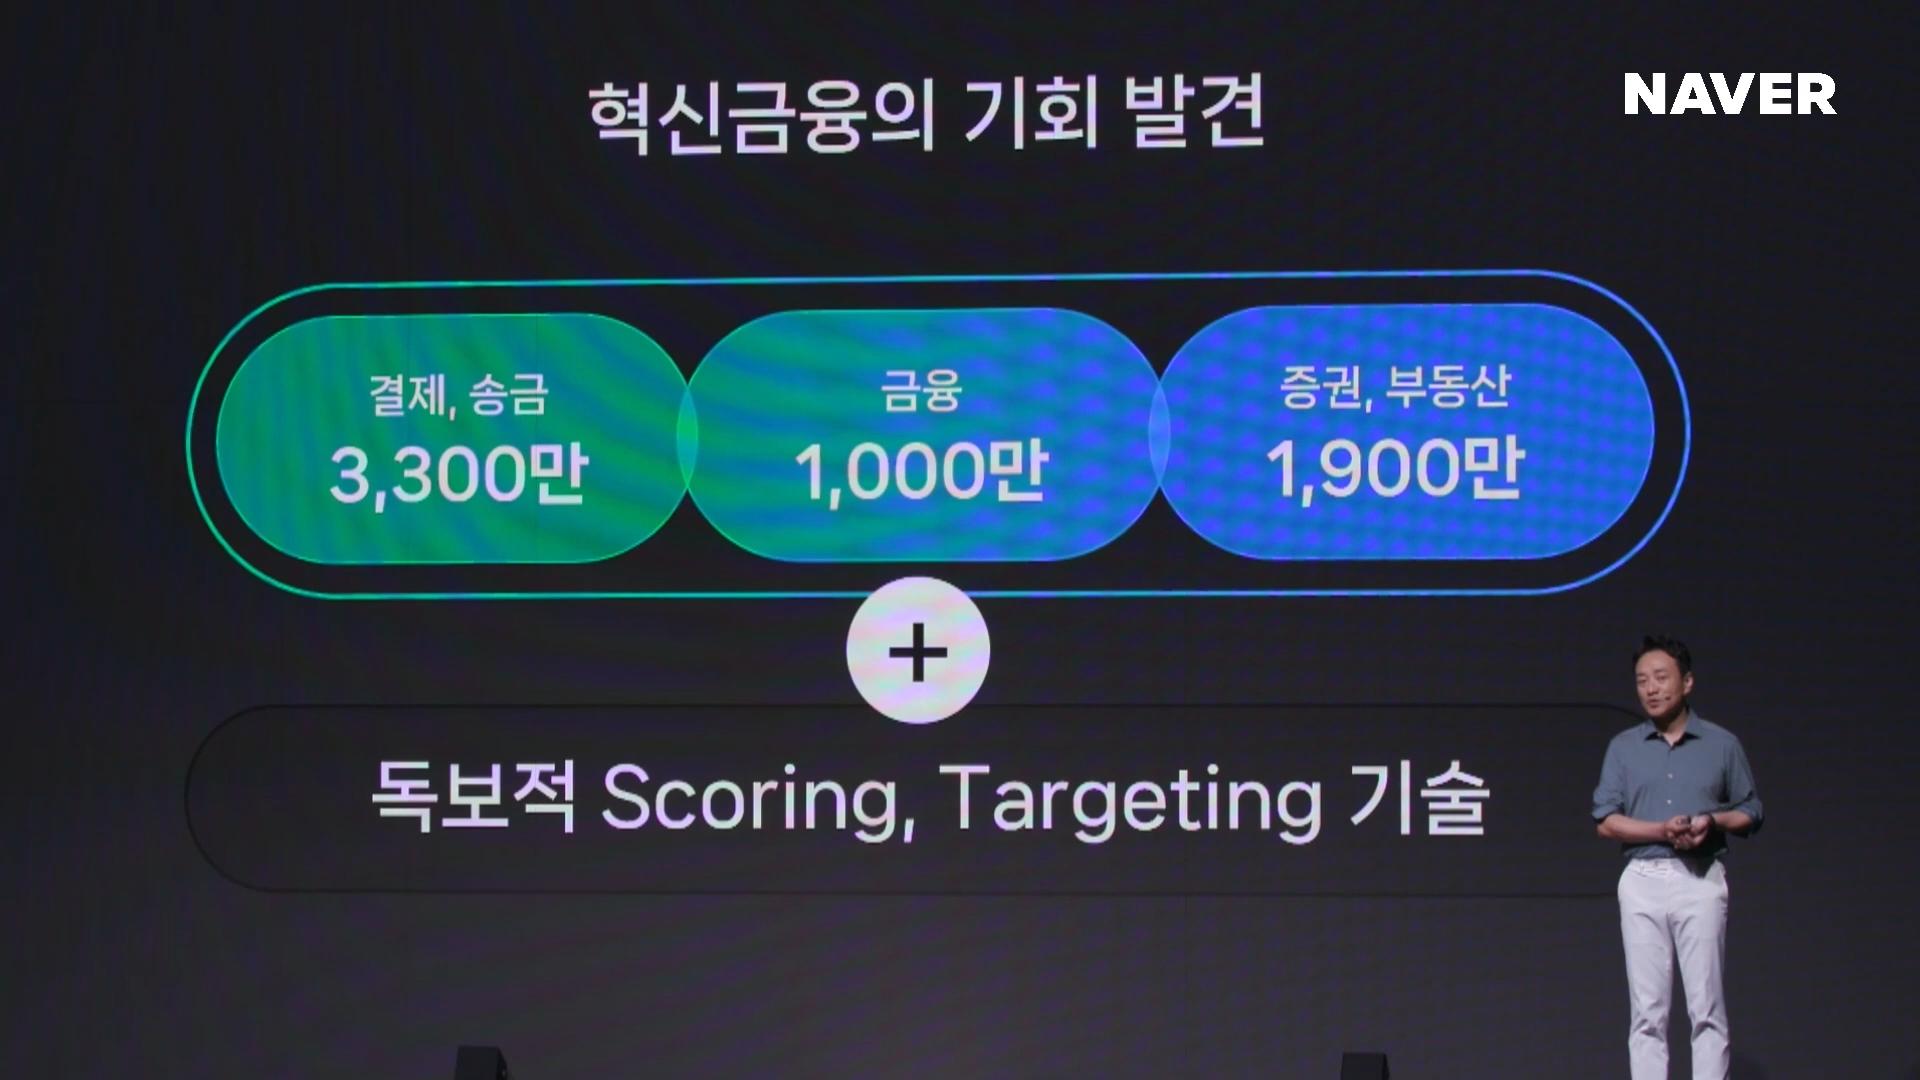 혁신금융의 기회 발견
NAVER
결제, 송금
3,300만
금융
1,000만
증권, 부동산
1,900만
+
독보적 Scoring, Targeting 기술